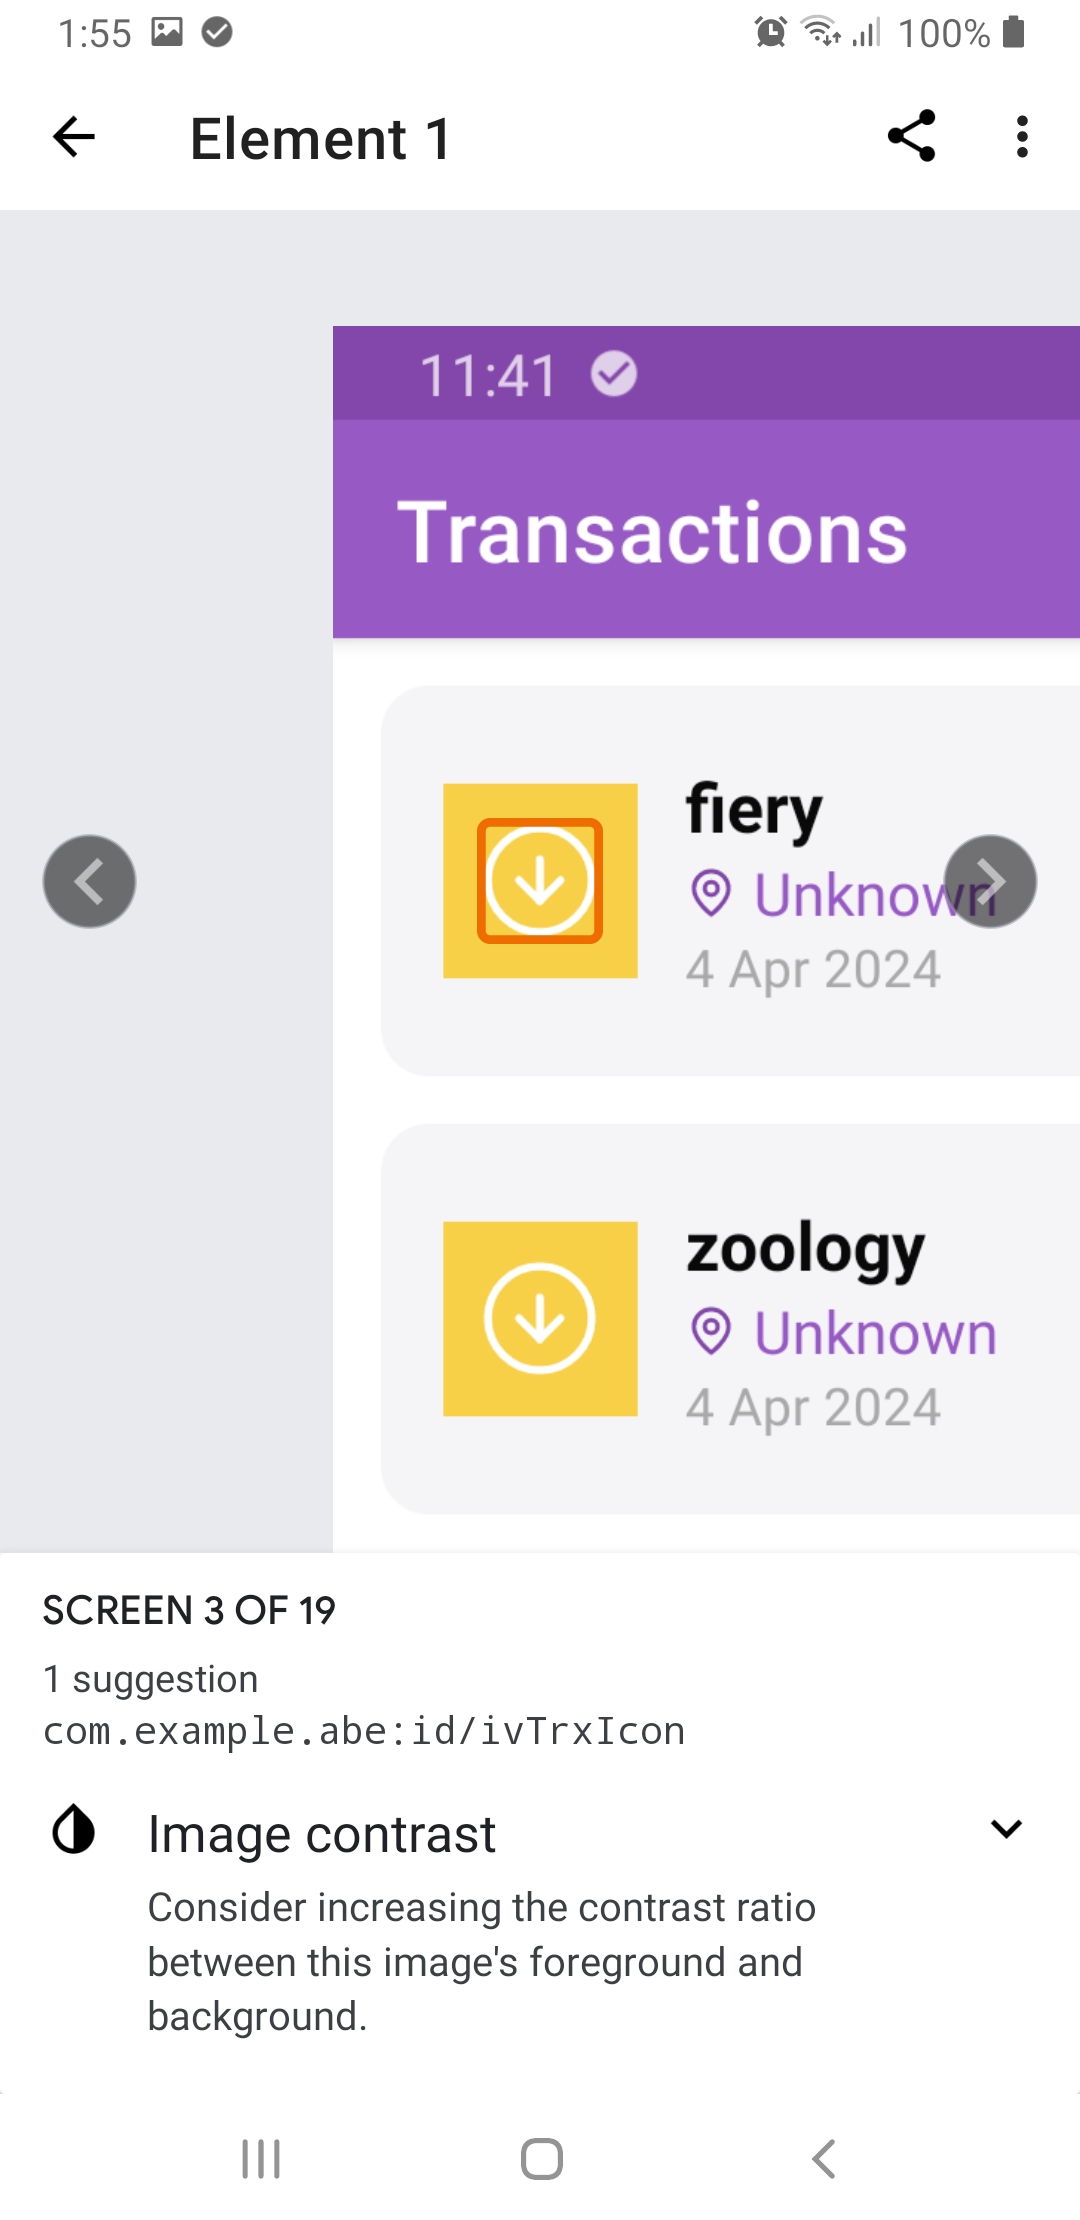 1:55
100%
Element 1
11:41
Transactions
fiery
Unknown
4 Apr 2024
zoology
Unknown
4 Apr 2024
SCREEN 3 OF 19
1 suggestion
com.example.abe:id/ivTrxIcon
Image contrast
Consider increasing the contrast ratio
between this image's foreground and
background.